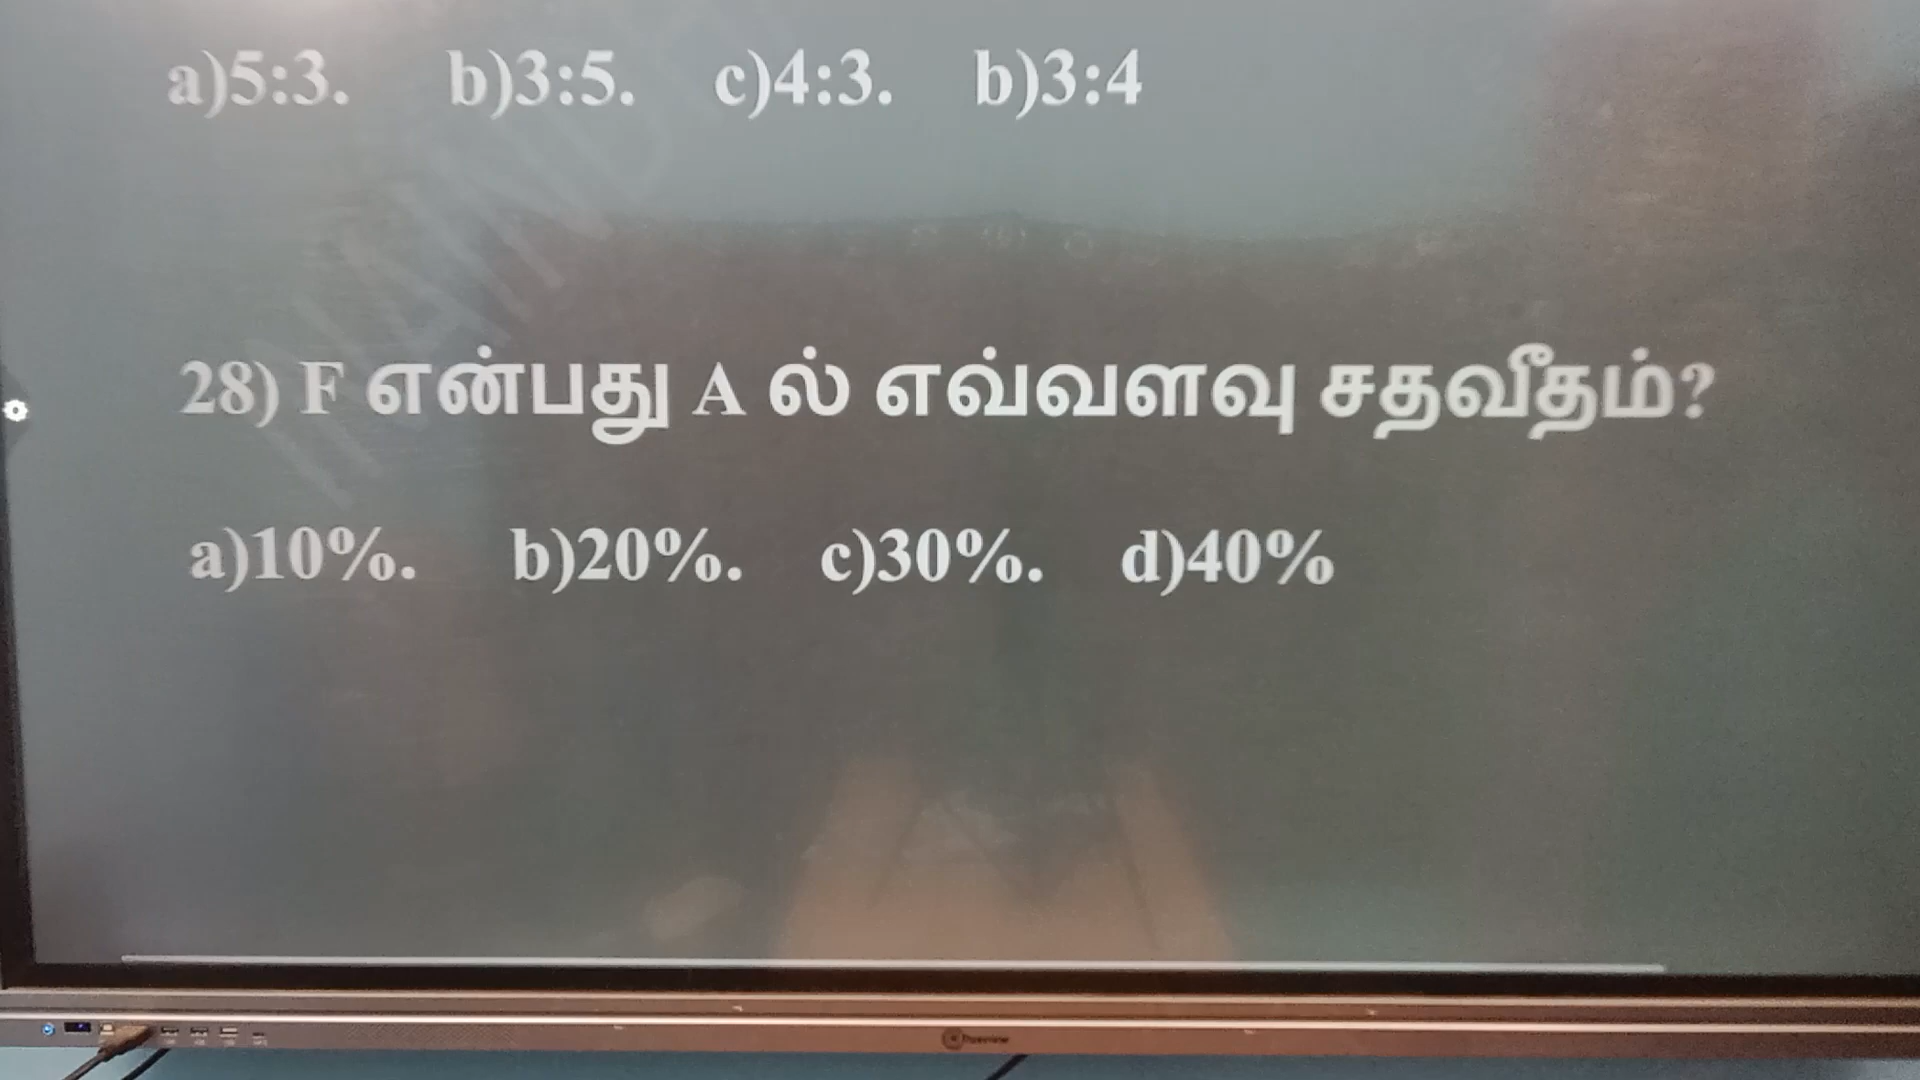 a)5:3. b)3:5. c)4:3. b)3:4
28) F என்பது A ல் எவ்வளவு சதவீதம்?
a)10%. b)20%. c)30%. d)40%